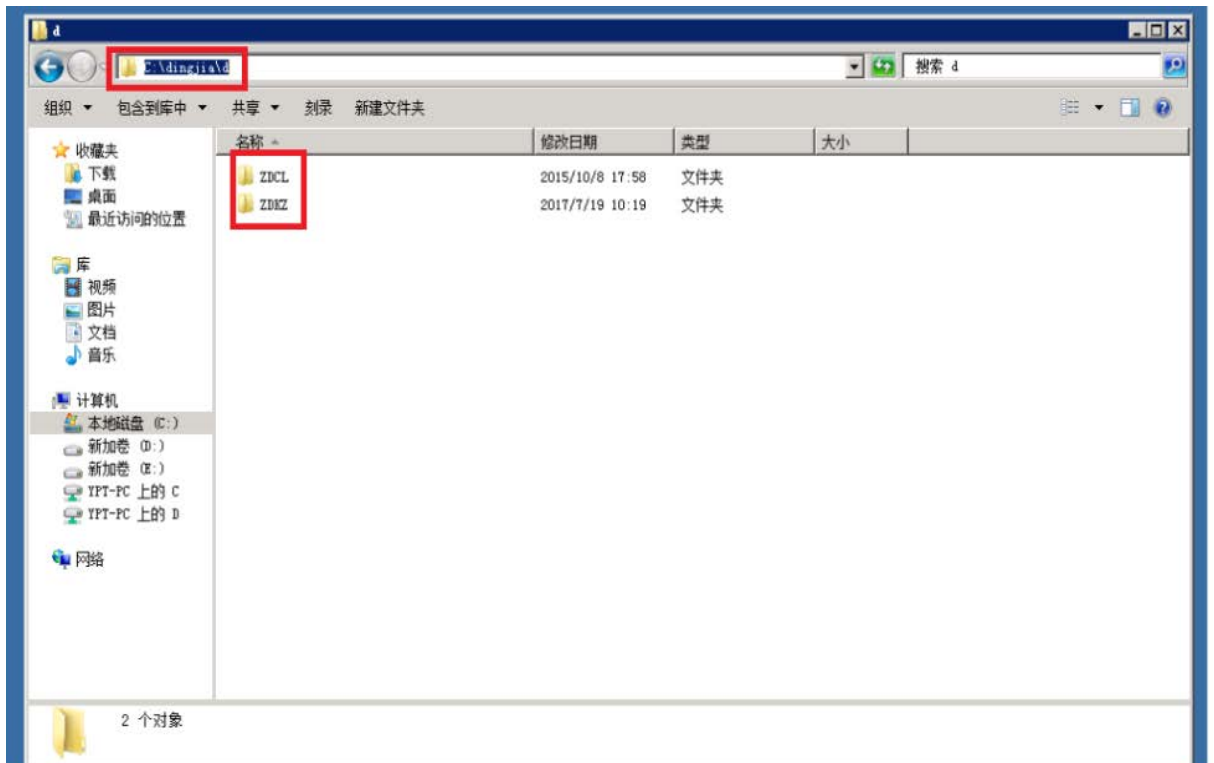 d
C:\dingjia\d
搜索 d
组织 包含到库中 共享 刻录 新建文件夹
名称 修改日期 类型 大小
收藏夹
下载
桌面
最近访问的位置
库
视频
图片
文档
音乐
计算机
本地磁盘 (C:)
新加卷 (D:)
新加卷 (E:)
YPT-PC 上的 C
YPT-PC 上的 D
网络
ZDCL 2015/10/8 17:58 文件夹
ZDKZ 2017/7/19 10:19 文件夹
2 个对象